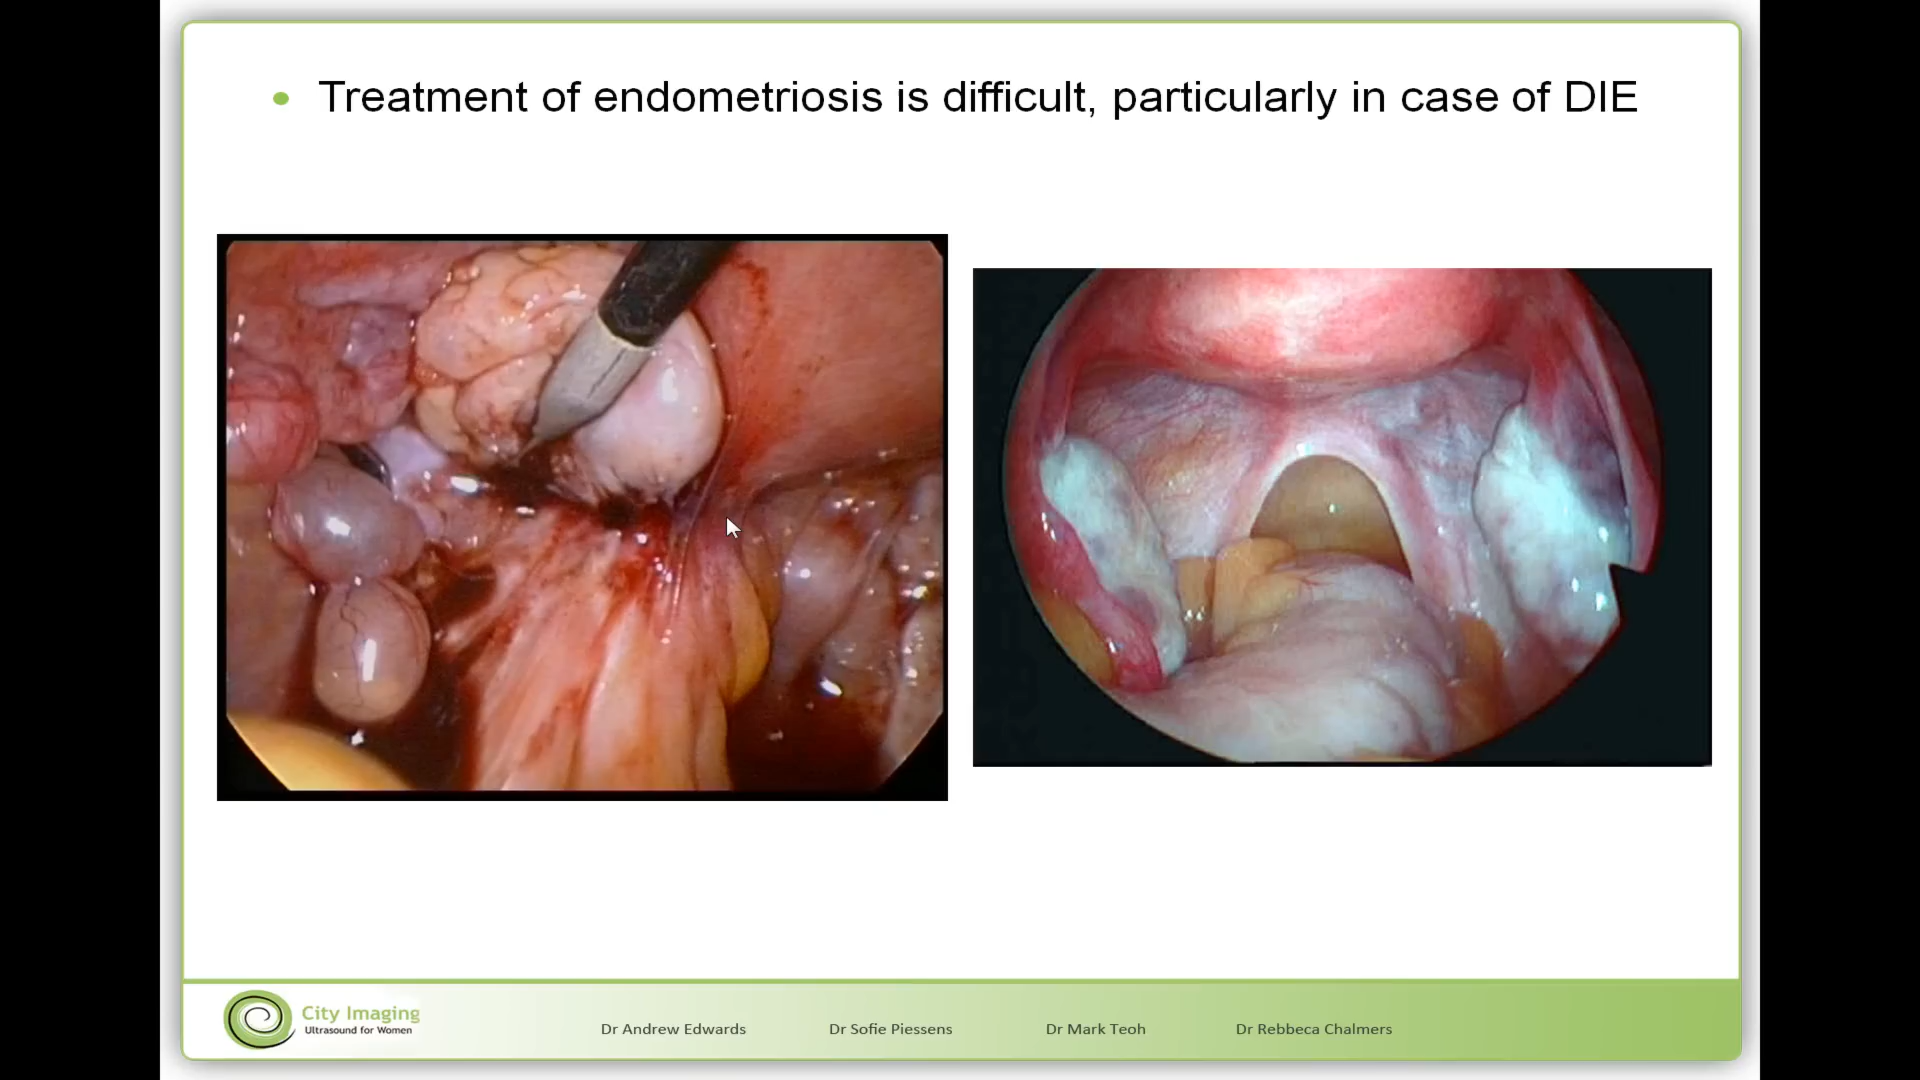 Treatment of endometriosis is difficult, particularly in case of DIE
City Imaging
Ultrasound for Women
Dr Andrew Edwards Dr Sofie Piessens Dr Mark Teoh Dr Rebbeca Chalmers